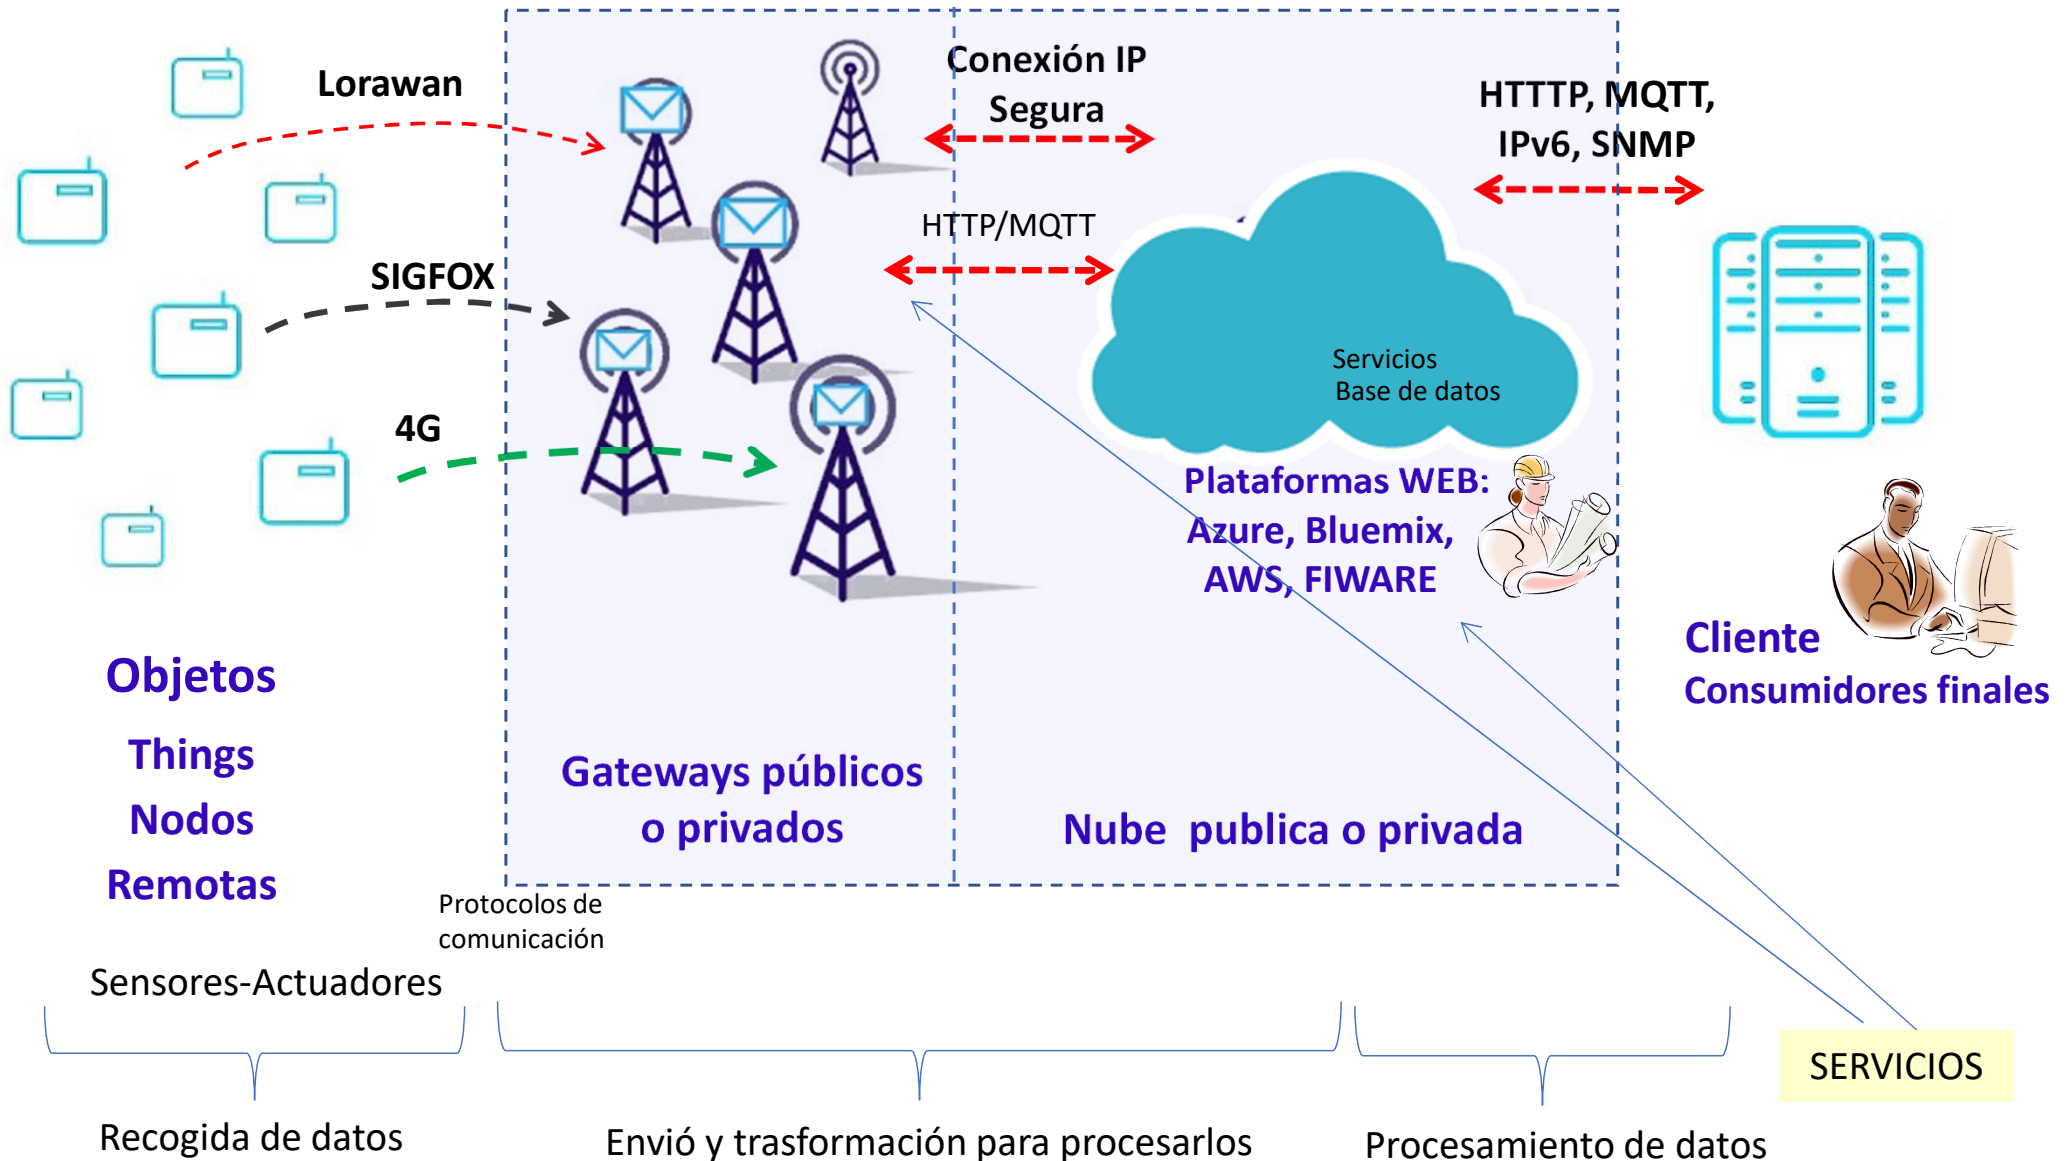 Lorawan
SIGFOX
4G
Conexión IP
Segura
HTTP/MQTT
HTTTP, MQTT,
IPv6, SNMP
Servicios
Base de datos
Plataformas WEB:
Azure, Bluemix,
AWS, FIWARE
Cliente
Consumidores finales
Objetos
Things
Nodos
Remotas
Gateways públicos
o privados
Nube publica o privada
Protocolos de
comunicación
Sensores-Actuadores
SERVICIOS
Recogida de datos
Envió y trasformación para procesarlos
Procesamiento de datos